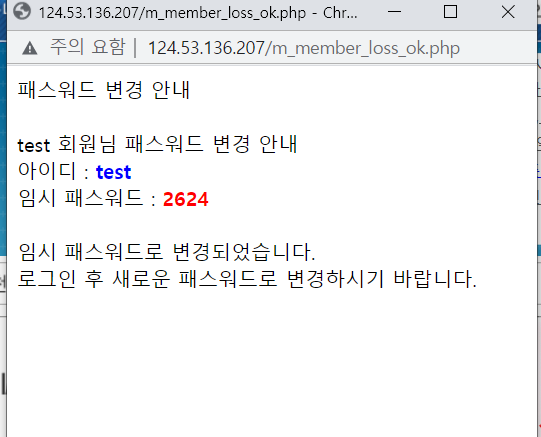 124.53.136.207/m_member_loss_ok.php - Chr...
주의 요함 | 124.53.136.207/m_member_loss_ok.php
패스워드 변경 안내
test 회원님 패스워드 변경 안내
아이디 : test
임시 패스워드 : 2624
임시 패스워드로 변경되었습니다.
로그인 후 새로운 패스워드로 변경하시기 바랍니다.